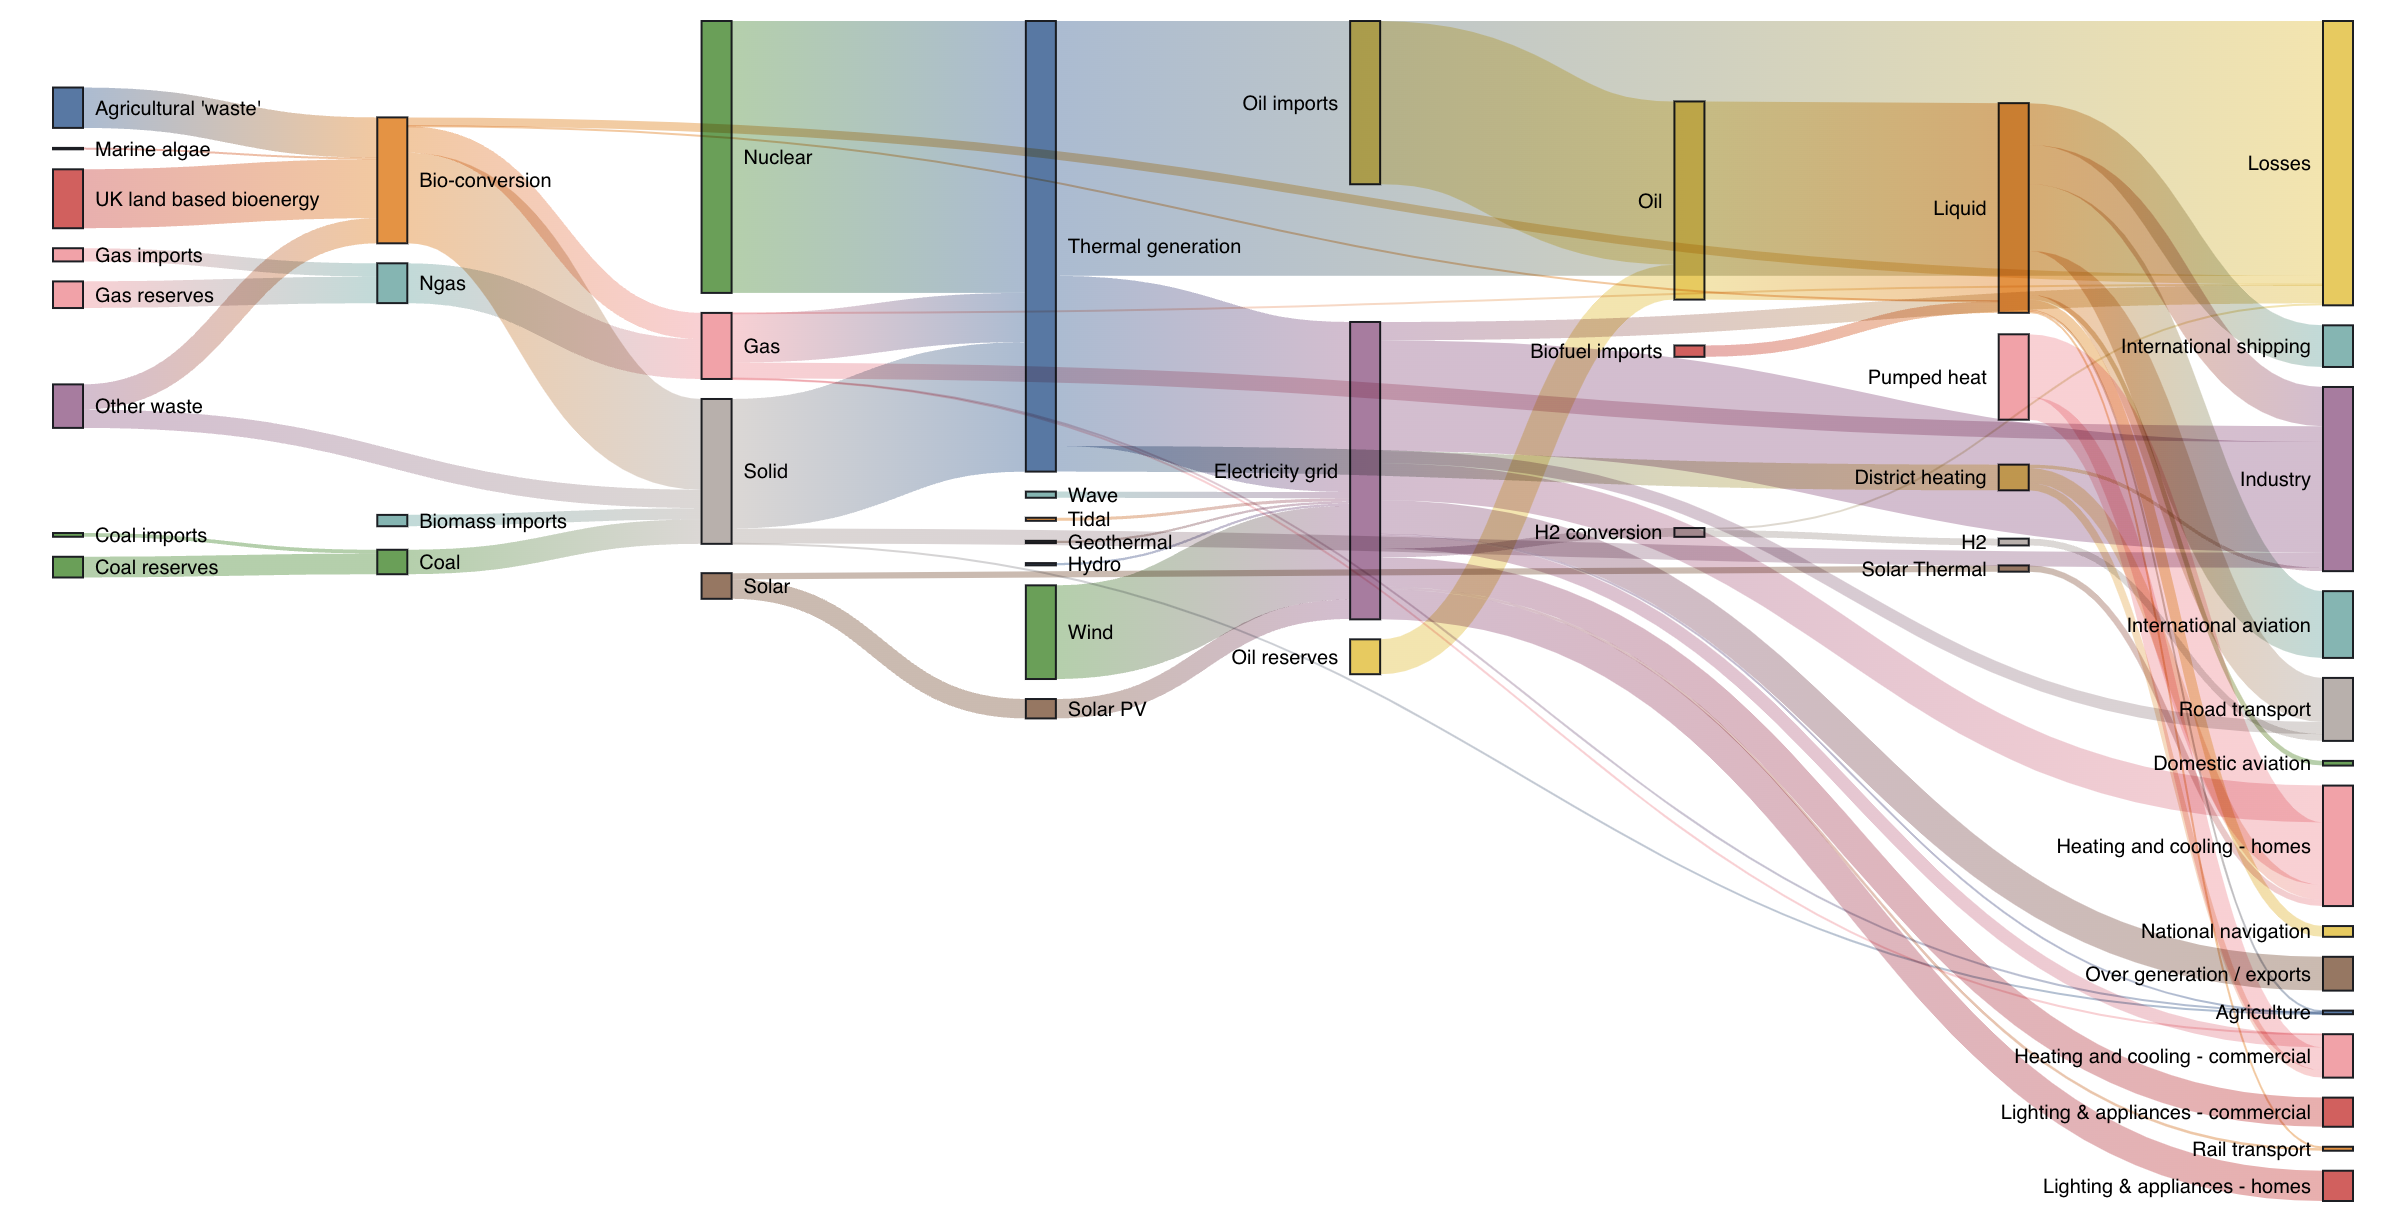 Agricultural 'waste'
Marine algae
UK land based bioenergy
Gas imports
Gas reserves
Other waste
Coal imports
Coal reserves
Bio-conversion
Ngas
Biomass imports
Coal
Nuclear
Gas
Solid
Solar
Thermal generation
Wave
Tidal
Geothermal
Hydro
Wind
Solar PV
Oil imports
Electricity grid
Oil reserves
Oil
Biofuel imports
H2 conversion
Liquid
Pumped heat
District heating
H2
Solar Thermal
Losses
International shipping
Industry
International aviation
Road transport
Domestic aviation
Heating and cooling - homes
National navigation
Over generation / exports
Agriculture
Heating and cooling - commercial
Lighting & appliances - commercial
Rail transport
Lighting & appliances - homes